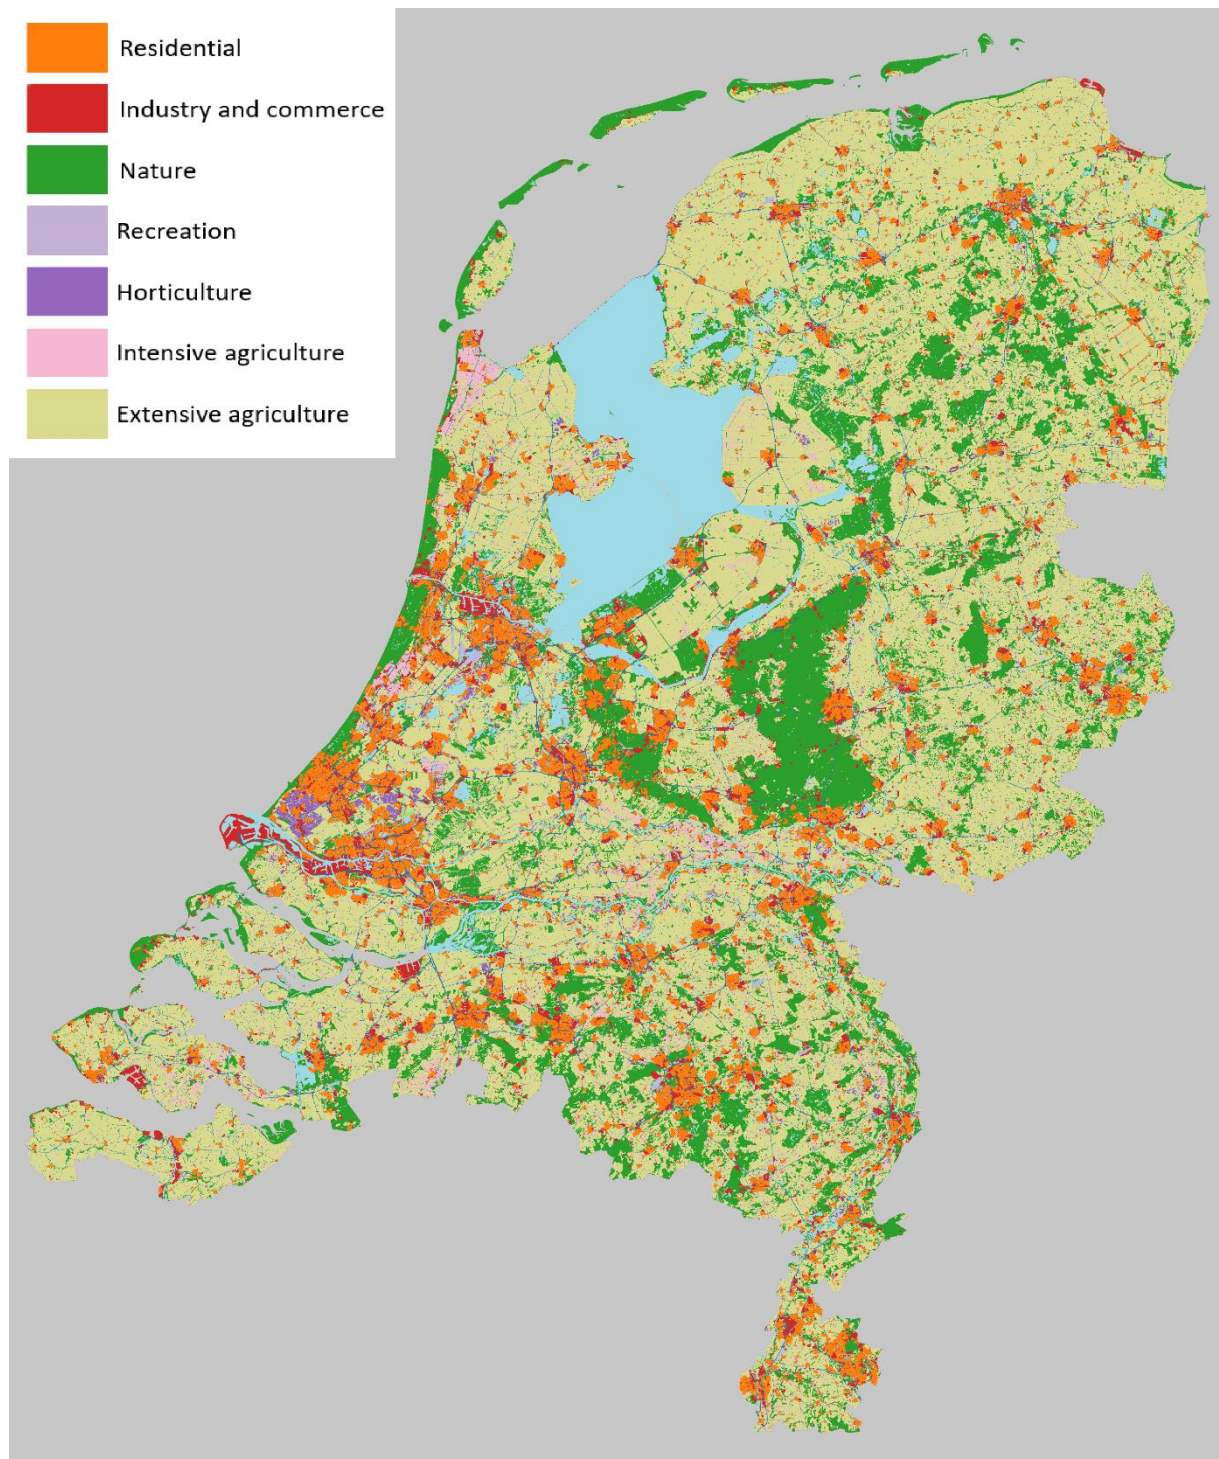 Residential
Industry and commerce
Nature
Recreation
Horticulture
Intensive agriculture
Extensive agriculture